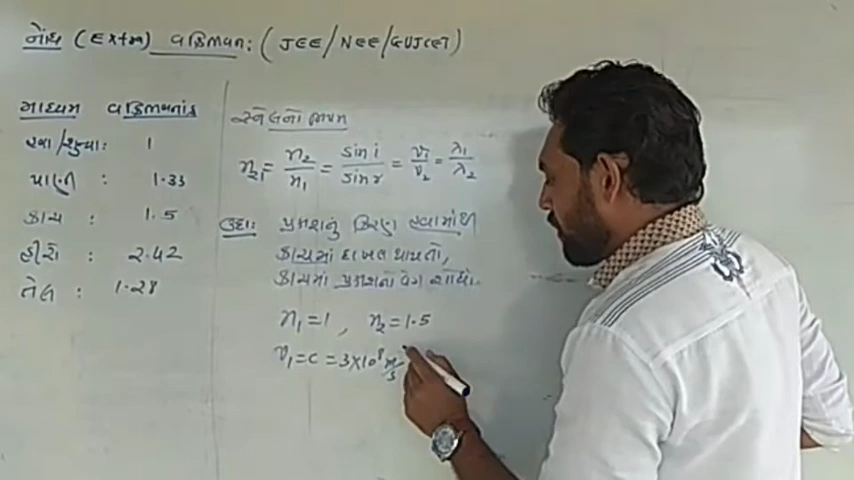 નોંધ (Extra) વક્રિભવન: (JEE/NEE/GUJCET)
માધ્યમ વક્રિભવનાંક
હવા/શૂન્યા: 1
પાણી : 1.33
કાચ : 1.5
હીરો : 2.42
તેલ : 1.28
સ્નેલનો નિયમ
n₂₁ = n₂/n₁ = sin i/sin r = v₁/v₂ = λ₁/λ₂
ઉદા: પ્રકાશનું કિરણ હવામાંથી
કાચમાં દાખલ થાય તો,
કાચમાં પ્રકાશનો વેગ શોધો.
n₁ = 1 , n₂ = 1.5
v₁ = c = 3×10⁸ m/s